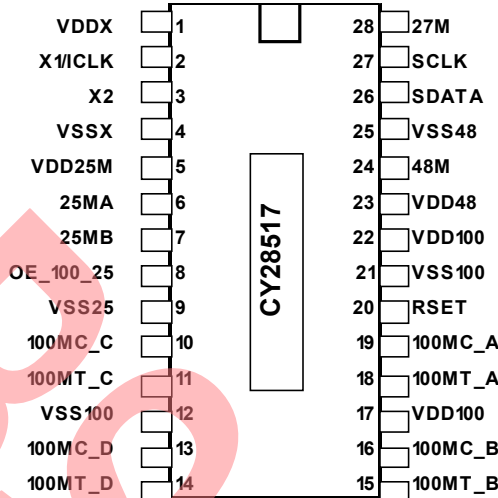 VDDX 1 28 27M
X1/ICLK 2 27 SCLK
X2 3 26 SDATA
VSSX 4 25 VSS48
VDD25M 5 24 48M
25MA 6 23 VDD48
25MB 7 22 VDD100
OE_100_25 8 21 VSS100
VSS25 9 20 RSET
100MC_C 10 19 100MC_A
100MT_C 11 18 100MT_A
VSS100 12 17 VDD100
100MC_D 13 16 100MC_B
100MT_D 14 15 100MT_B
CY28517